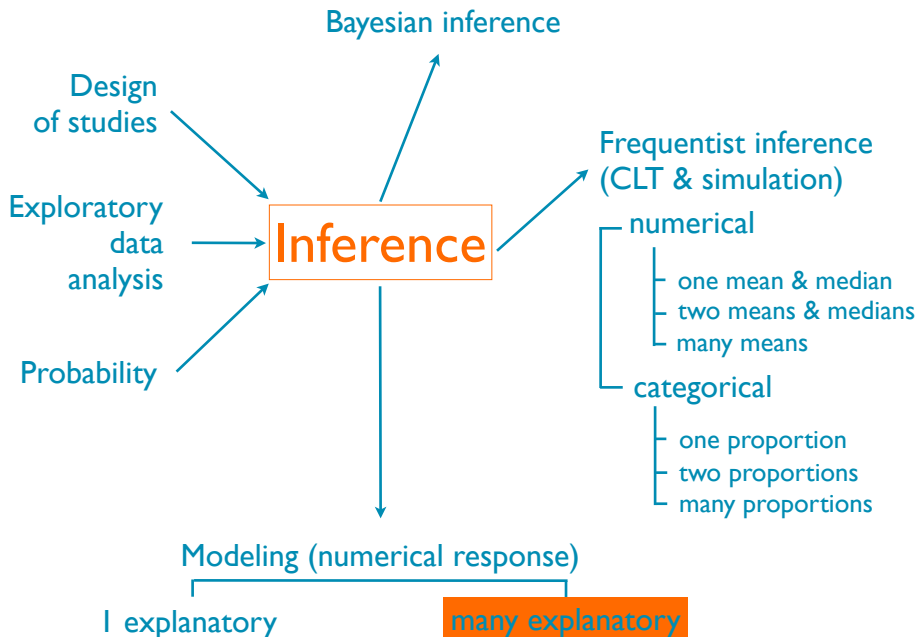 Bayesian inference
Design
of studies
Frequentist inference
(CLT & simulation)
Exploratory
data
analysis
Inference
numerical
one mean & median
two means & medians
many means
Probability
categorical
one proportion
two proportions
many proportions
Modeling (numerical response)
1 explanatory
many explanatory